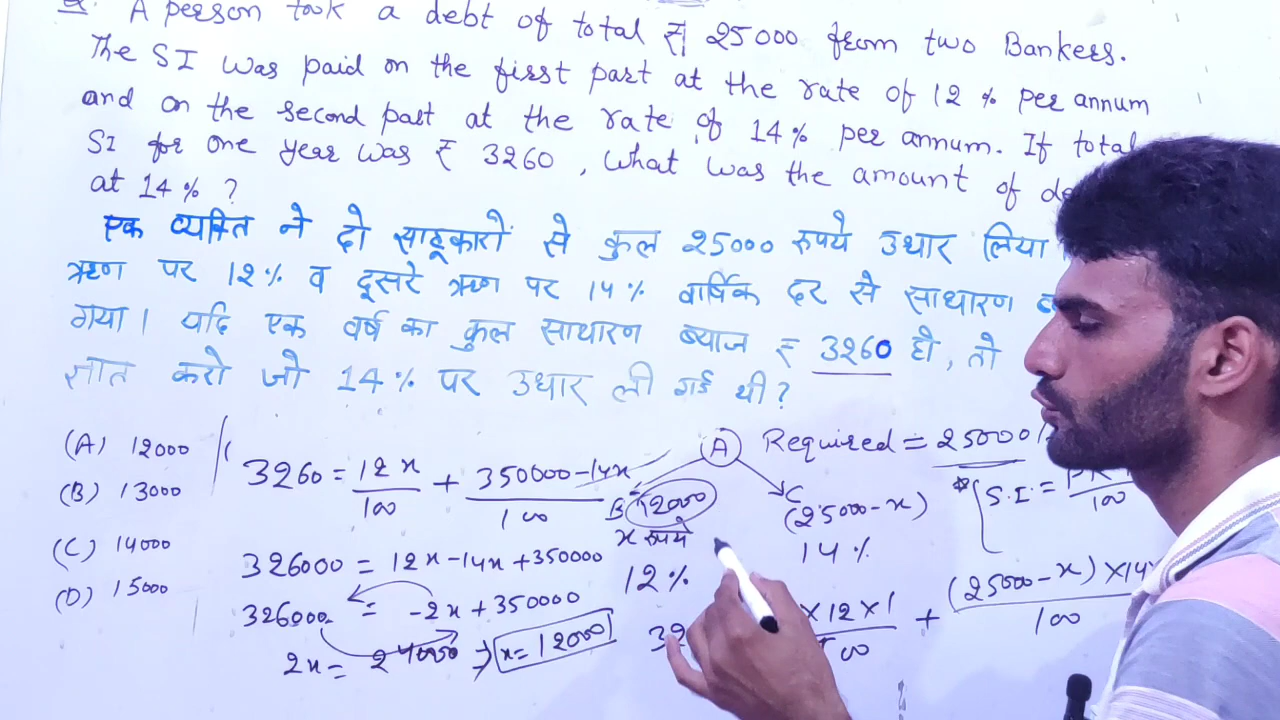 Q. A person took a debt of total ₹ 25000 from two Bankers.
The SI was paid on the first part at the rate of 12 % per annum
and on the second part at the rate of 14% per annum. If total
SI for one year was ₹ 3260, what was the amount of
at 14% ?
एक व्यक्ति ने दो साहूकारों से कुल 25000 रुपये उधार लिया
ऋण पर 12% व दूसरे ऋण पर 14% वार्षिक दर से साधारण
गया। यदि एक वर्ष का कुल साधारण ब्याज ₹ 3260 हो, तो
ज्ञात करो जो 14% पर उधार ली गई थी?
(A) 12000
(B) 13000
(C) 14000
(D) 15000
3260 = 12x/100 + 350000-14x/100
326000 = 12x-14x+350000
326000 = -2x+350000
2x = 24000 ⇒ x=12000
A
B 12000
x रुपये
12%
C
(25000-x)
14%
Required = 25000
* S.I. =
100
×12×1
100
+ (25000-x)×14
100